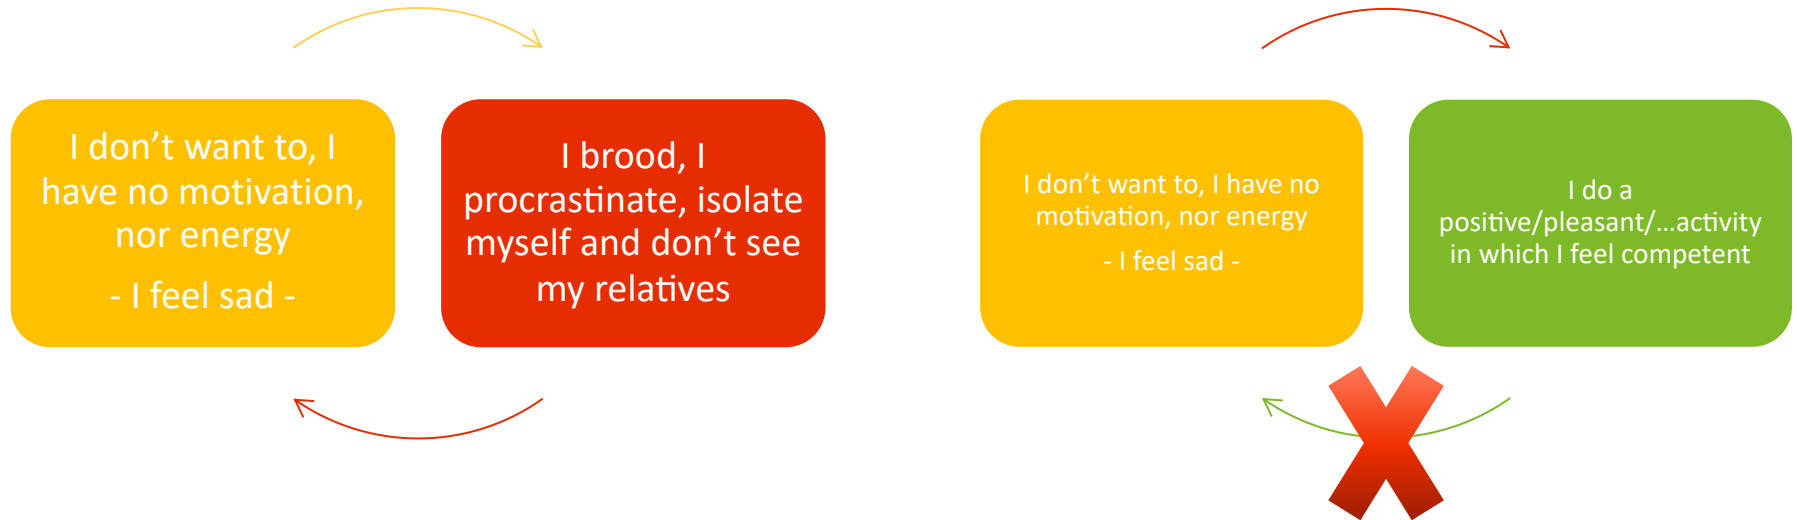 I don’t want to, I
have no motivation,
nor energy
- I feel sad -
I brood, I
procrastinate, isolate
myself and don’t see
my relatives
I don’t want to, I have no
motivation, nor energy
- I feel sad -
I do a
positive/pleasant/…activity
in which I feel competent